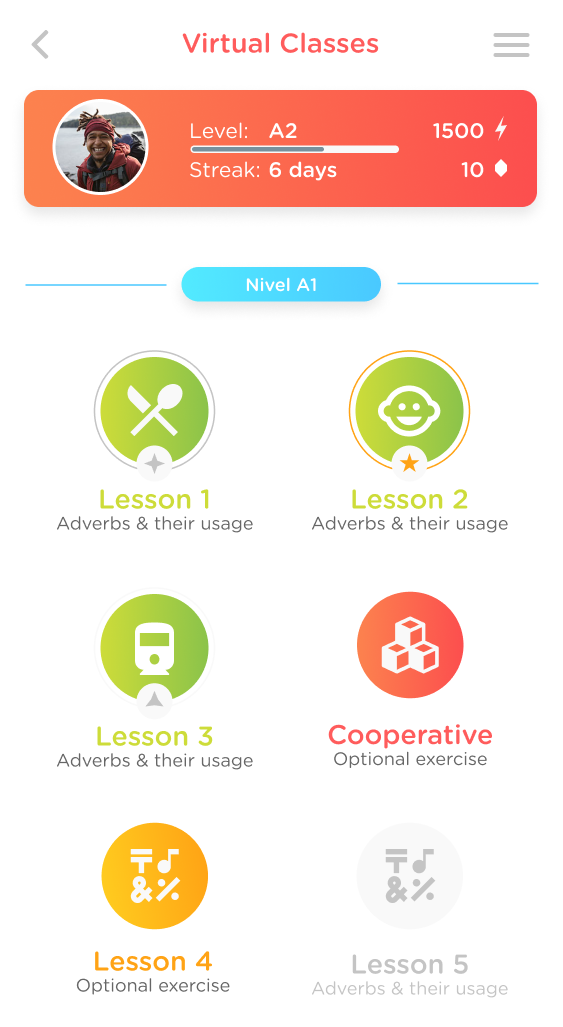 Virtual Classes
Level: A2
1500
Streak: 6 days
10
Nivel A1
Lesson 1
Adverbs & their usage
Lesson 2
Adverbs & their usage
Lesson 3
Adverbs & their usage
Cooperative
Optional exercise
Lesson 4
Optional exercise
Lesson 5
Adverbs & their usage